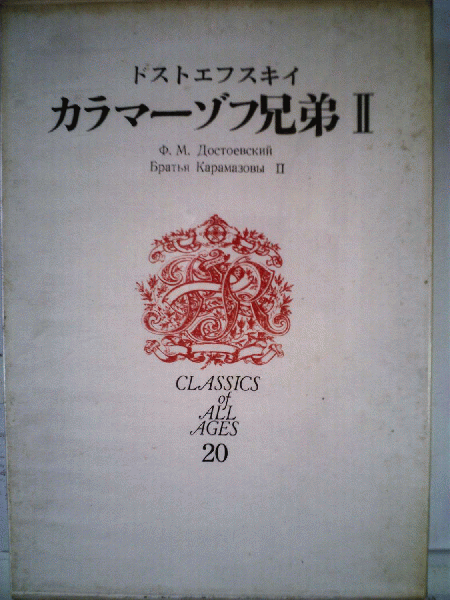 ドストエフスキイ
カラマーゾフ兄弟 Ⅱ
Ф. М. Достоевский
Братья Карамазовы Ⅱ
CLASSICS
of
ALL
AGES
20